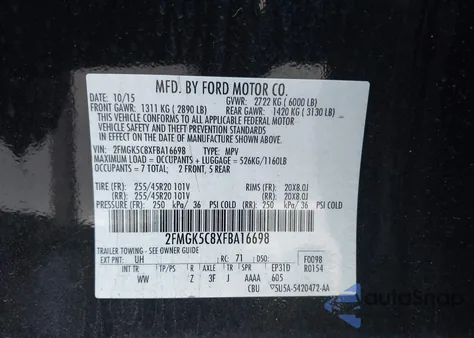 MFD. BY FORD MOTOR CO.
DATE: 10/15 GVWR: 2722 KG (6000 LB)
FRONT GAWR: 1311 KG (2890 LB) REAR GAWR: 1420 KG (3130 LB)
THIS VEHICLE CONFORMS TO ALL APPLICABLE FEDERAL MOTOR
VEHICLE SAFETY AND THEFT PREVENTION STANDARDS
IN EFFECT ON THE DATE OF MANUFACTURE SHOWN ABOVE.
VIN: 2FMGK5C8XFBA16698 TYPE: MPV
MAXIMUM LOAD = OCCUPANTS + LUGGAGE = 526KG/1160LB
OCCUPANTS = 7 TOTAL; 2 FRONT, 5 REAR
TIRE (FR): 255/45R20 101V RIMS (FR): 20X8.0J
TIRE (RR): 255/45R20 101V RIMS (RR): 20X8.0J
PRESSURE (FR): 250 kPa/ 36 PSI COLD (RR): 250 kPa/ 36 PSI COLD
2FMGK5C8XFBA16698
TRAILER TOWING - SEE OWNER GUIDE
EXT PNT: UH RC: 71 DSO: F0098
INT TR TP/PS R AXLE TR SPR EP31D R0154
WW Z 3F J AAAA 605
CBU SU5A-5420472-AA
AutoSnap